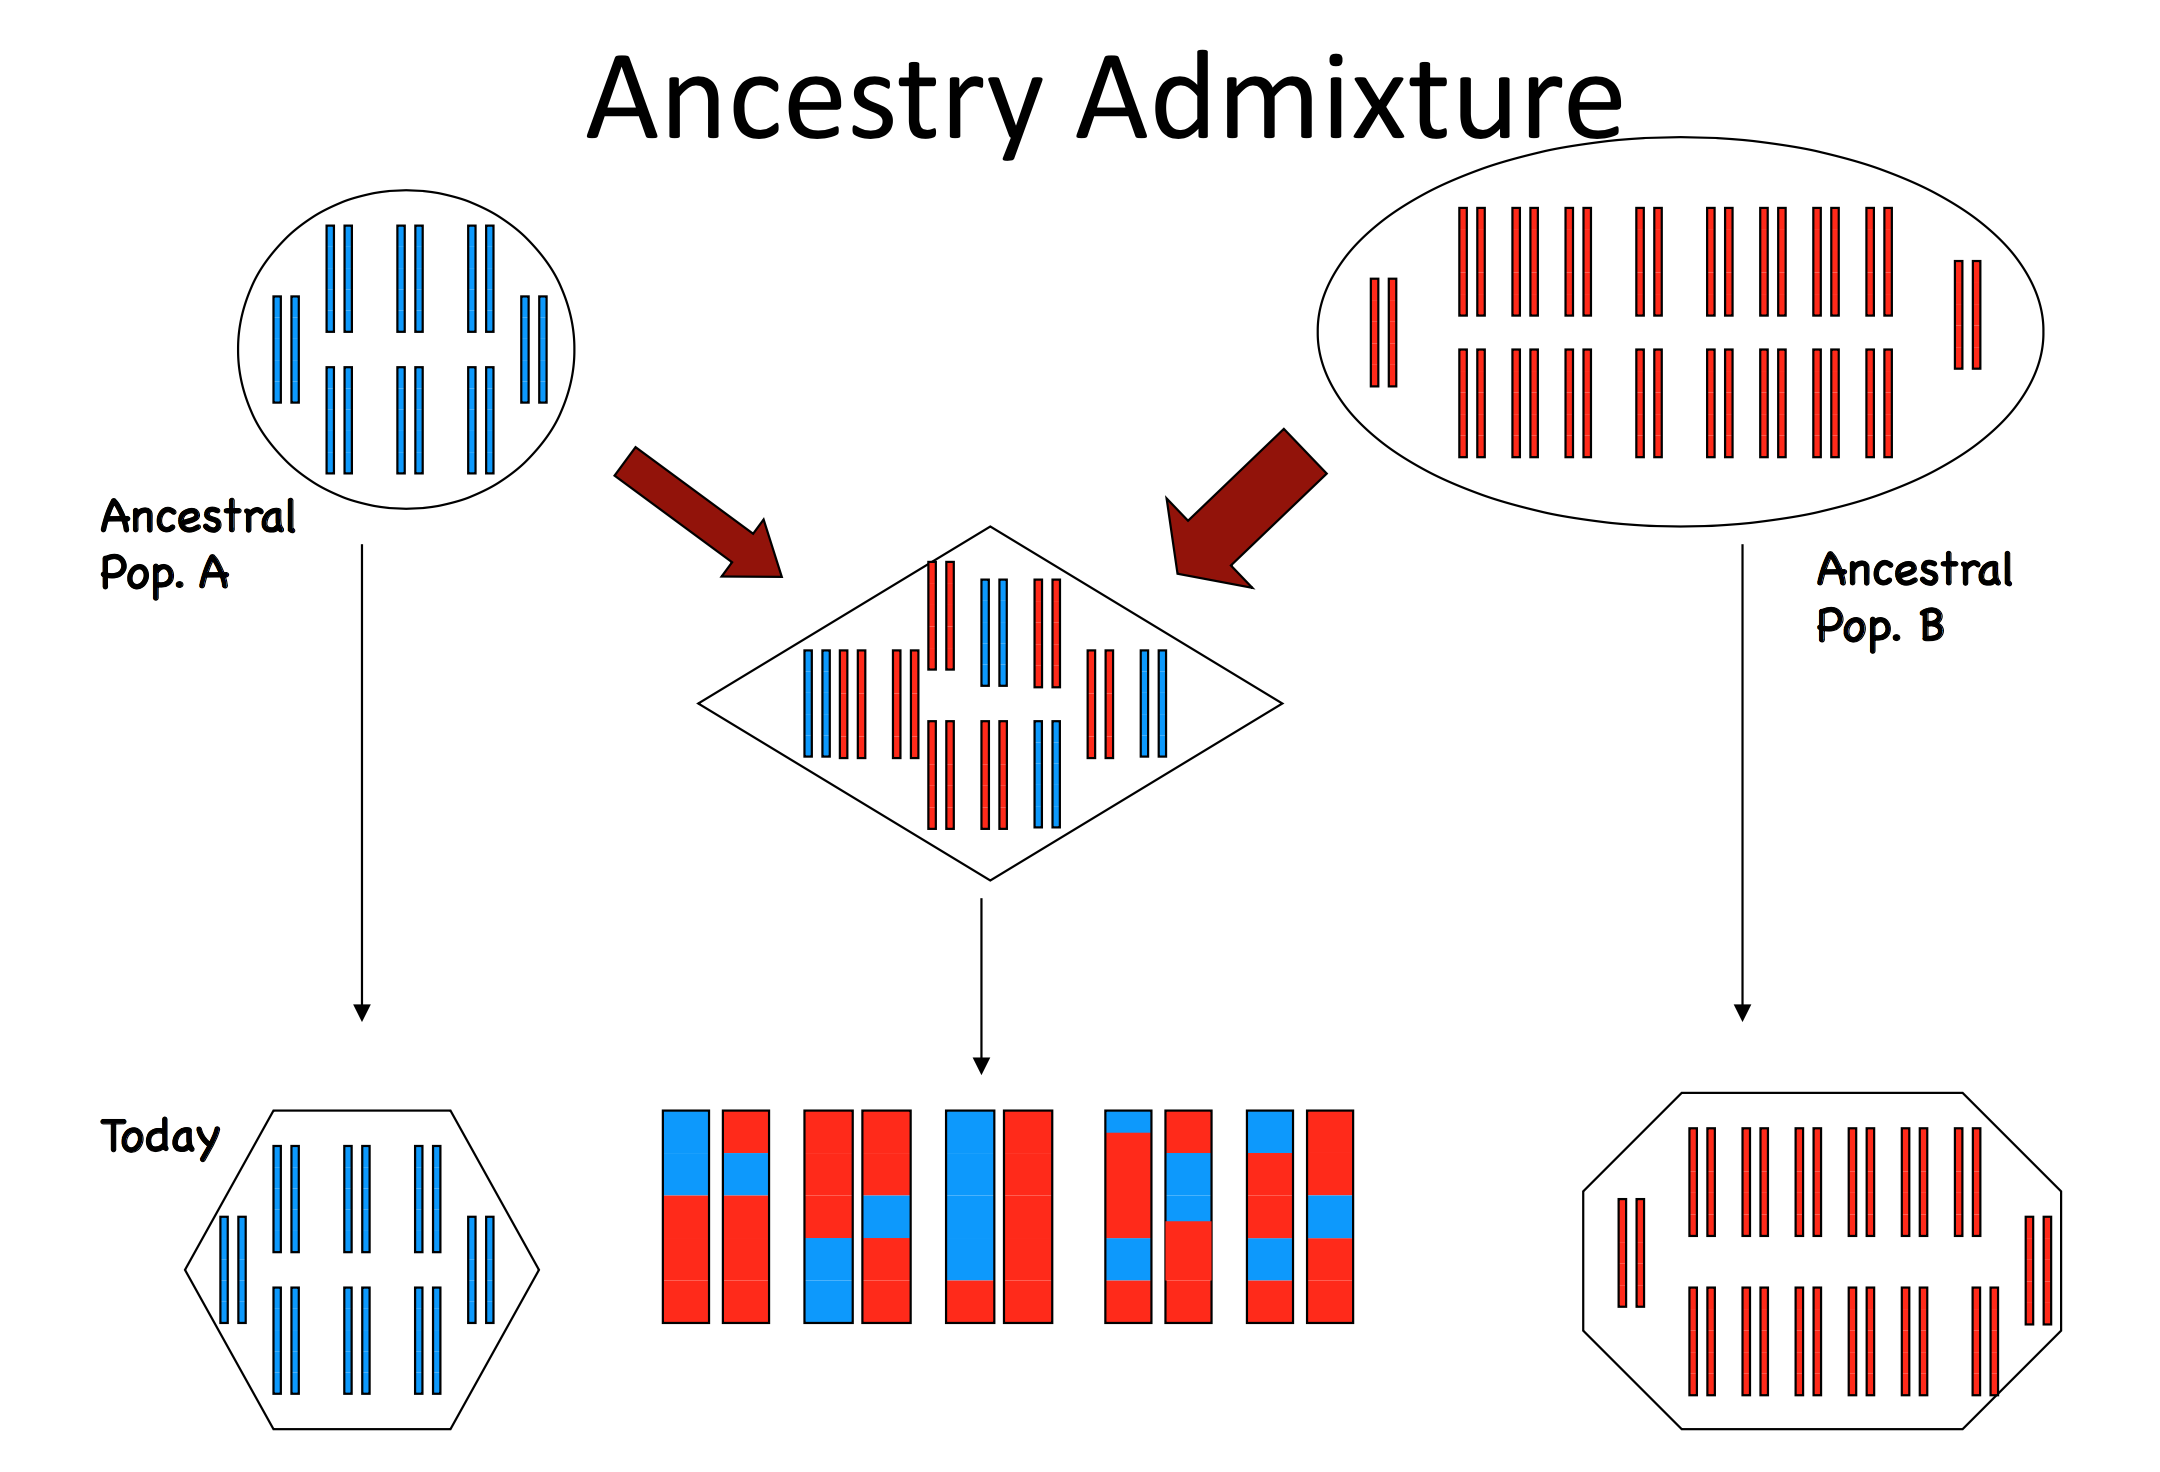 Ancestry Admixture
Ancestral
Pop. A
Ancestral
Pop. B
Today